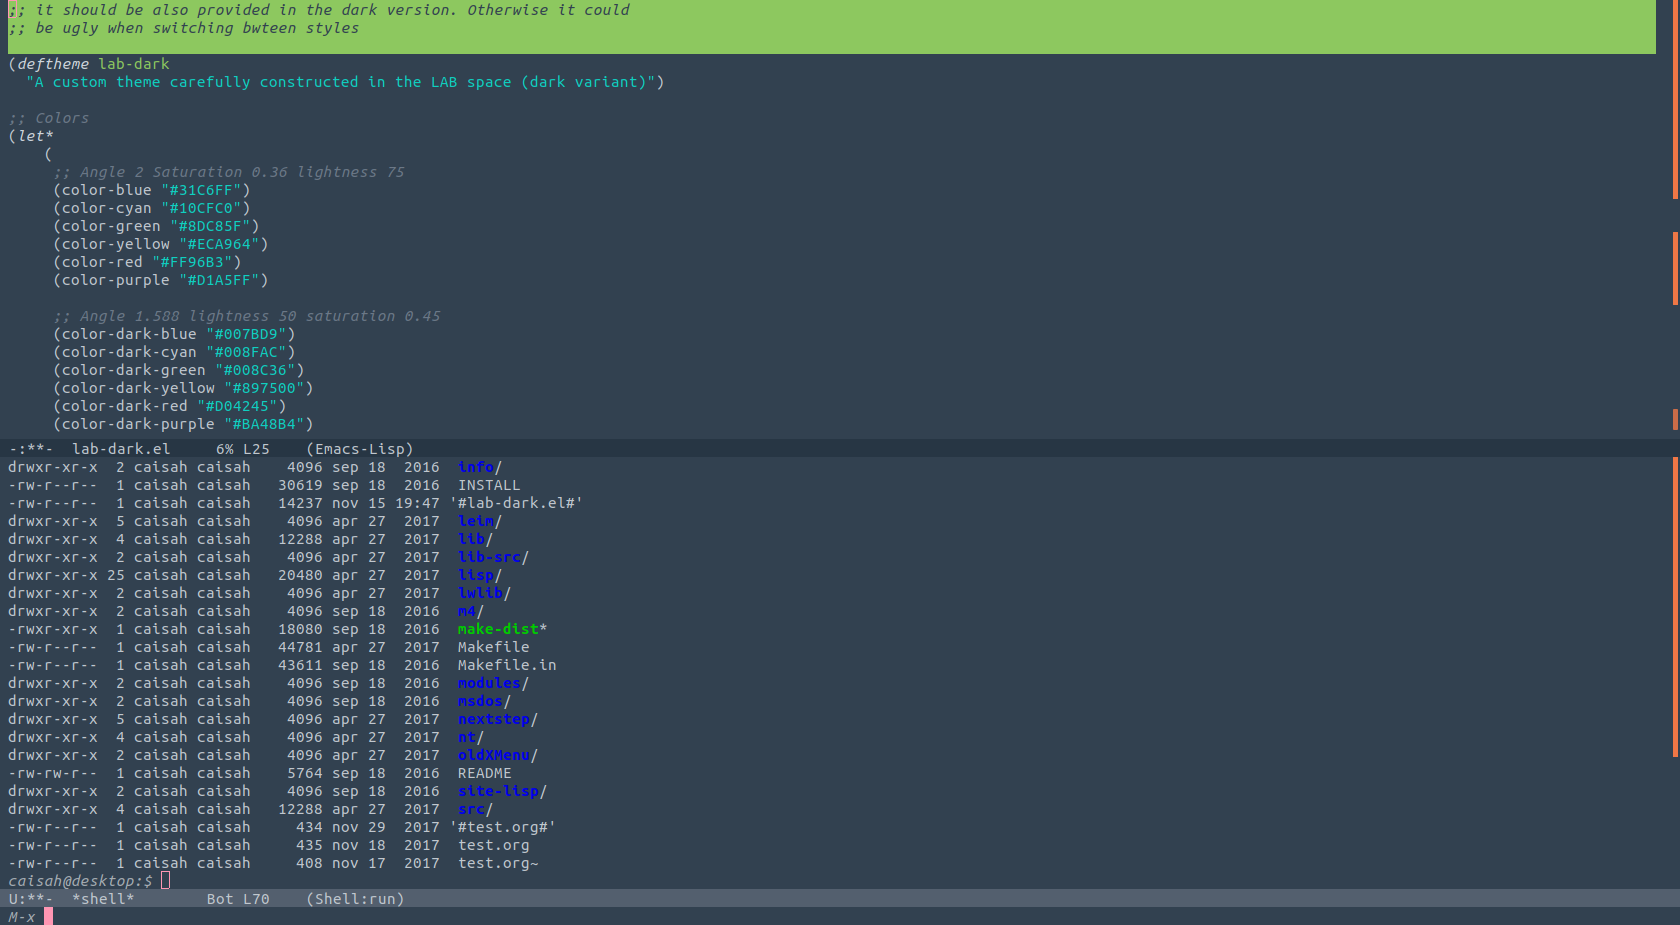 ;; it should be also provided in the dark version. Otherwise it could
;; be ugly when switching bwteen styles
(deftheme lab-dark
  "A custom theme carefully constructed in the LAB space (dark variant)")
;; Colors
(let*
    (
     ;; Angle 2 Saturation 0.36 lightness 75
     (color-blue "#31C6FF")
     (color-cyan "#10CFC0")
     (color-green "#8DC85F")
     (color-yellow "#ECA964")
     (color-red "#FF96B3")
     (color-purple "#D1A5FF")
     ;; Angle 1.588 lightness 50 saturation 0.45
     (color-dark-blue "#007BD9")
     (color-dark-cyan "#008FAC")
     (color-dark-green "#008C36")
     (color-dark-yellow "#897500")
     (color-dark-red "#D04245")
     (color-dark-purple "#BA48B4")
-:**-  lab-dark.el     6% L25    (Emacs-Lisp)
drwxr-xr-x  2 caisah caisah    4096 sep 18  2016  info/
-rw-r--r--  1 caisah caisah   30619 sep 18  2016  INSTALL
-rw-r--r--  1 caisah caisah   14237 nov 15 19:47 '#lab-dark.el#'
drwxr-xr-x  5 caisah caisah    4096 apr 27  2017  leim/
drwxr-xr-x  4 caisah caisah   12288 apr 27  2017  lib/
drwxr-xr-x  2 caisah caisah    4096 apr 27  2017  lib-src/
drwxr-xr-x 25 caisah caisah   20480 apr 27  2017  lisp/
drwxr-xr-x  2 caisah caisah    4096 apr 27  2017  lwlib/
drwxr-xr-x  2 caisah caisah    4096 sep 18  2016  m4/
-rwxr-xr-x  1 caisah caisah   18080 sep 18  2016  make-dist*
-rw-r--r--  1 caisah caisah   44781 apr 27  2017  Makefile
-rw-r--r--  1 caisah caisah   43611 sep 18  2016  Makefile.in
drwxr-xr-x  2 caisah caisah    4096 sep 18  2016  modules/
drwxr-xr-x  2 caisah caisah    4096 sep 18  2016  msdos/
drwxr-xr-x  5 caisah caisah    4096 apr 27  2017  nextstep/
drwxr-xr-x  4 caisah caisah    4096 apr 27  2017  nt/
drwxr-xr-x  2 caisah caisah    4096 apr 27  2017  oldXMenu/
-rw-rw-r--  1 caisah caisah    5764 sep 18  2016  README
drwxr-xr-x  2 caisah caisah    4096 sep 18  2016  site-lisp/
drwxr-xr-x  4 caisah caisah   12288 apr 27  2017  src/
-rw-r--r--  1 caisah caisah     434 nov 29  2017 '#test.org#'
-rw-r--r--  1 caisah caisah     435 nov 18  2017  test.org
-rw-r--r--  1 caisah caisah     408 nov 17  2017  test.org~
caisah@desktop:$
U:**-  *shell*        Bot L70    (Shell:run)
M-x